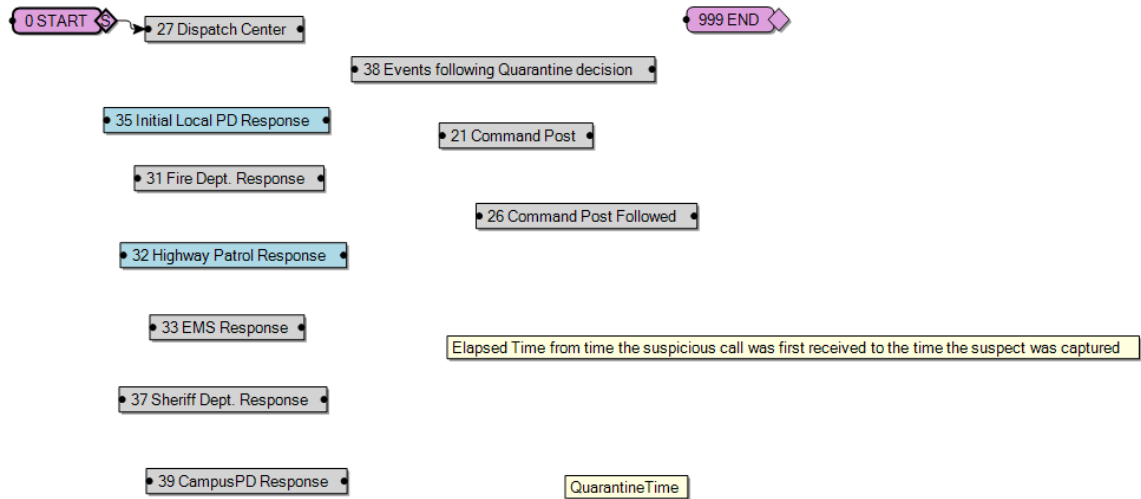 0 START S
27 Dispatch Center
999 END
38 Events following Quarantine decision
35 Initial Local PD Response
21 Command Post
31 Fire Dept. Response
26 Command Post Followed
32 Highway Patrol Response
33 EMS Response
Elapsed Time from time the suspicious call was first received to the time the suspect was captured
37 Sheriff Dept. Response
39 CampusPD Response
QuarantineTime